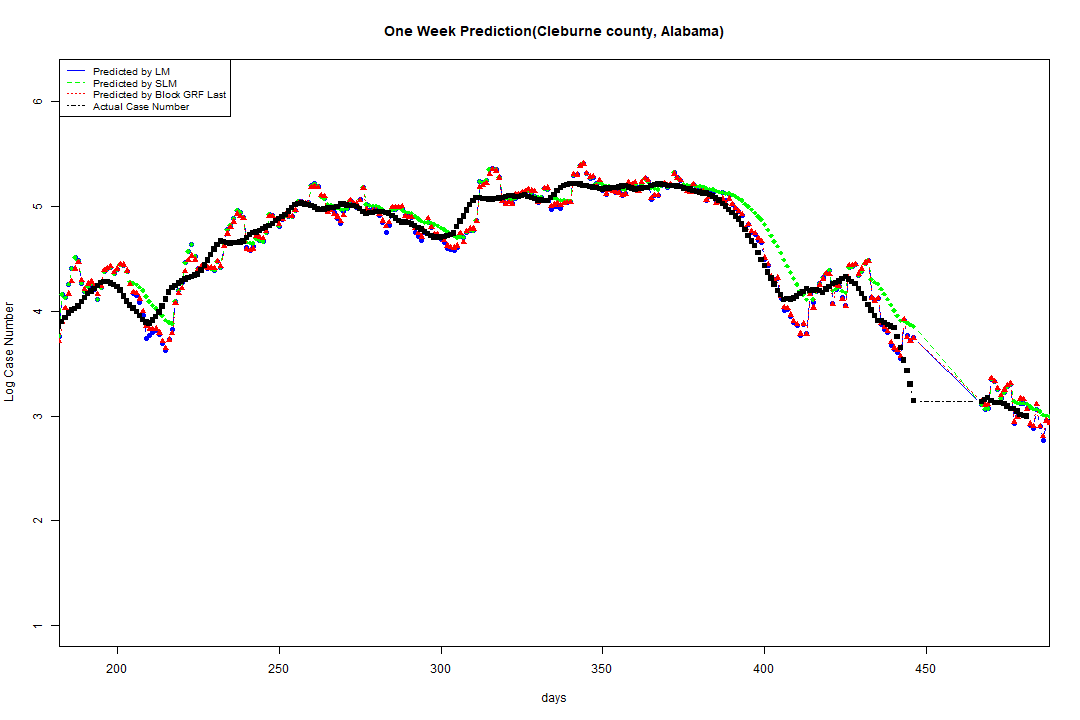 One Week Prediction(Cleburne county, Alabama)
Predicted by LM
Predicted by SLM
Predicted by Block GRF Last
Actual Case Number
Log Case Number
6
5
4
3
2
1
200 250 300 350 400 450
days